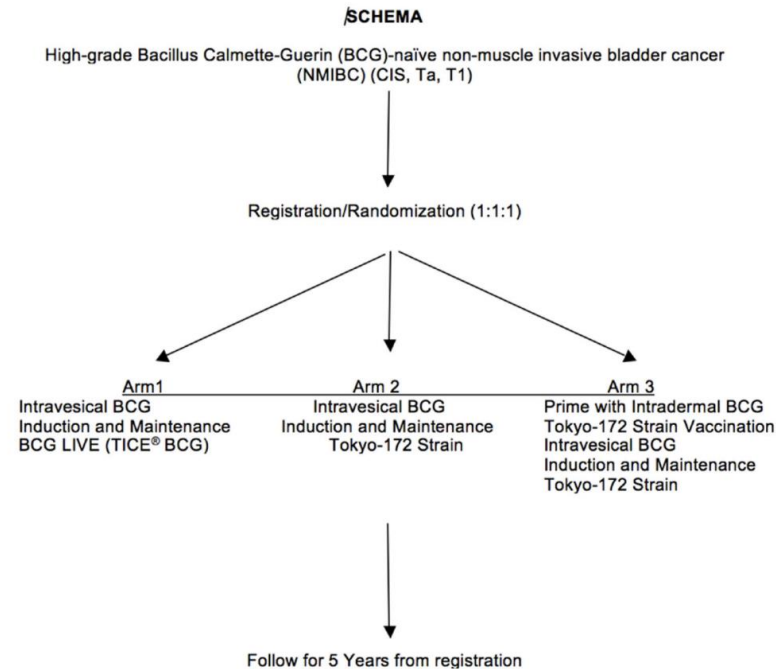 SCHEMA
High-grade Bacillus Calmette-Guerin (BCG)-naïve non-muscle invasive bladder cancer
(NMIBC) (CIS, Ta, T1)
Registration/Randomization (1:1:1)
Arm1
Intravesical BCG
Induction and Maintenance
BCG LIVE (TICE® BCG)
Arm 2
Intravesical BCG
Induction and Maintenance
Tokyo-172 Strain
Arm 3
Prime with Intradermal BCG
Tokyo-172 Strain Vaccination
Intravesical BCG
Induction and Maintenance
Tokyo-172 Strain
Follow for 5 Years from registration